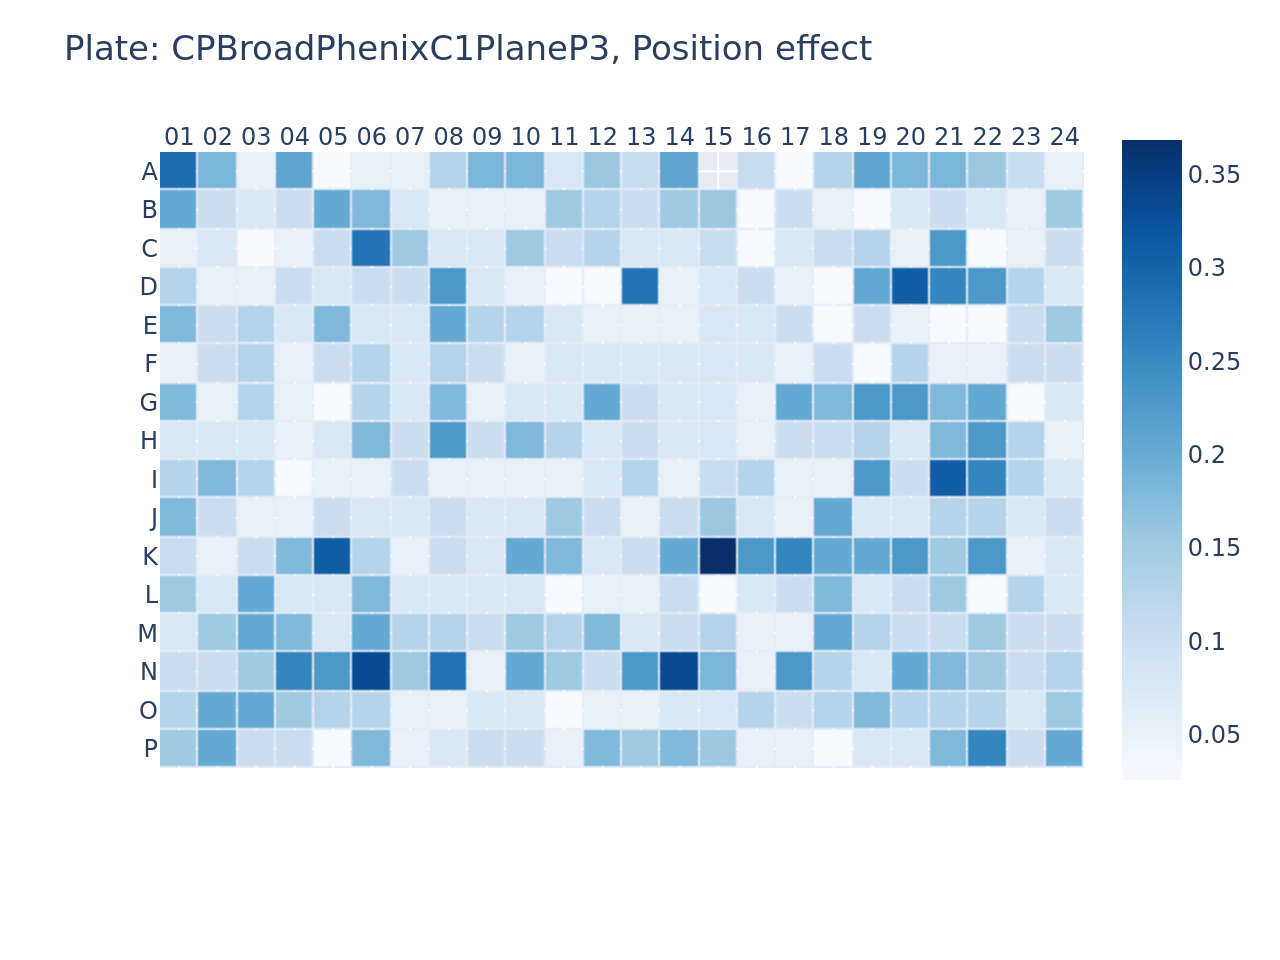 Plate: CPBroadPhenixC1PlaneP3, Position effect
01 02 03 04 05 06 07 08 09 10 11 12 13 14 15 16 17 18 19 20 21 22 23 24
A
B
C
D
E
F
G
H
I
J
K
L
M
N
O
P
0.35
0.3
0.25
0.2
0.15
0.1
0.05